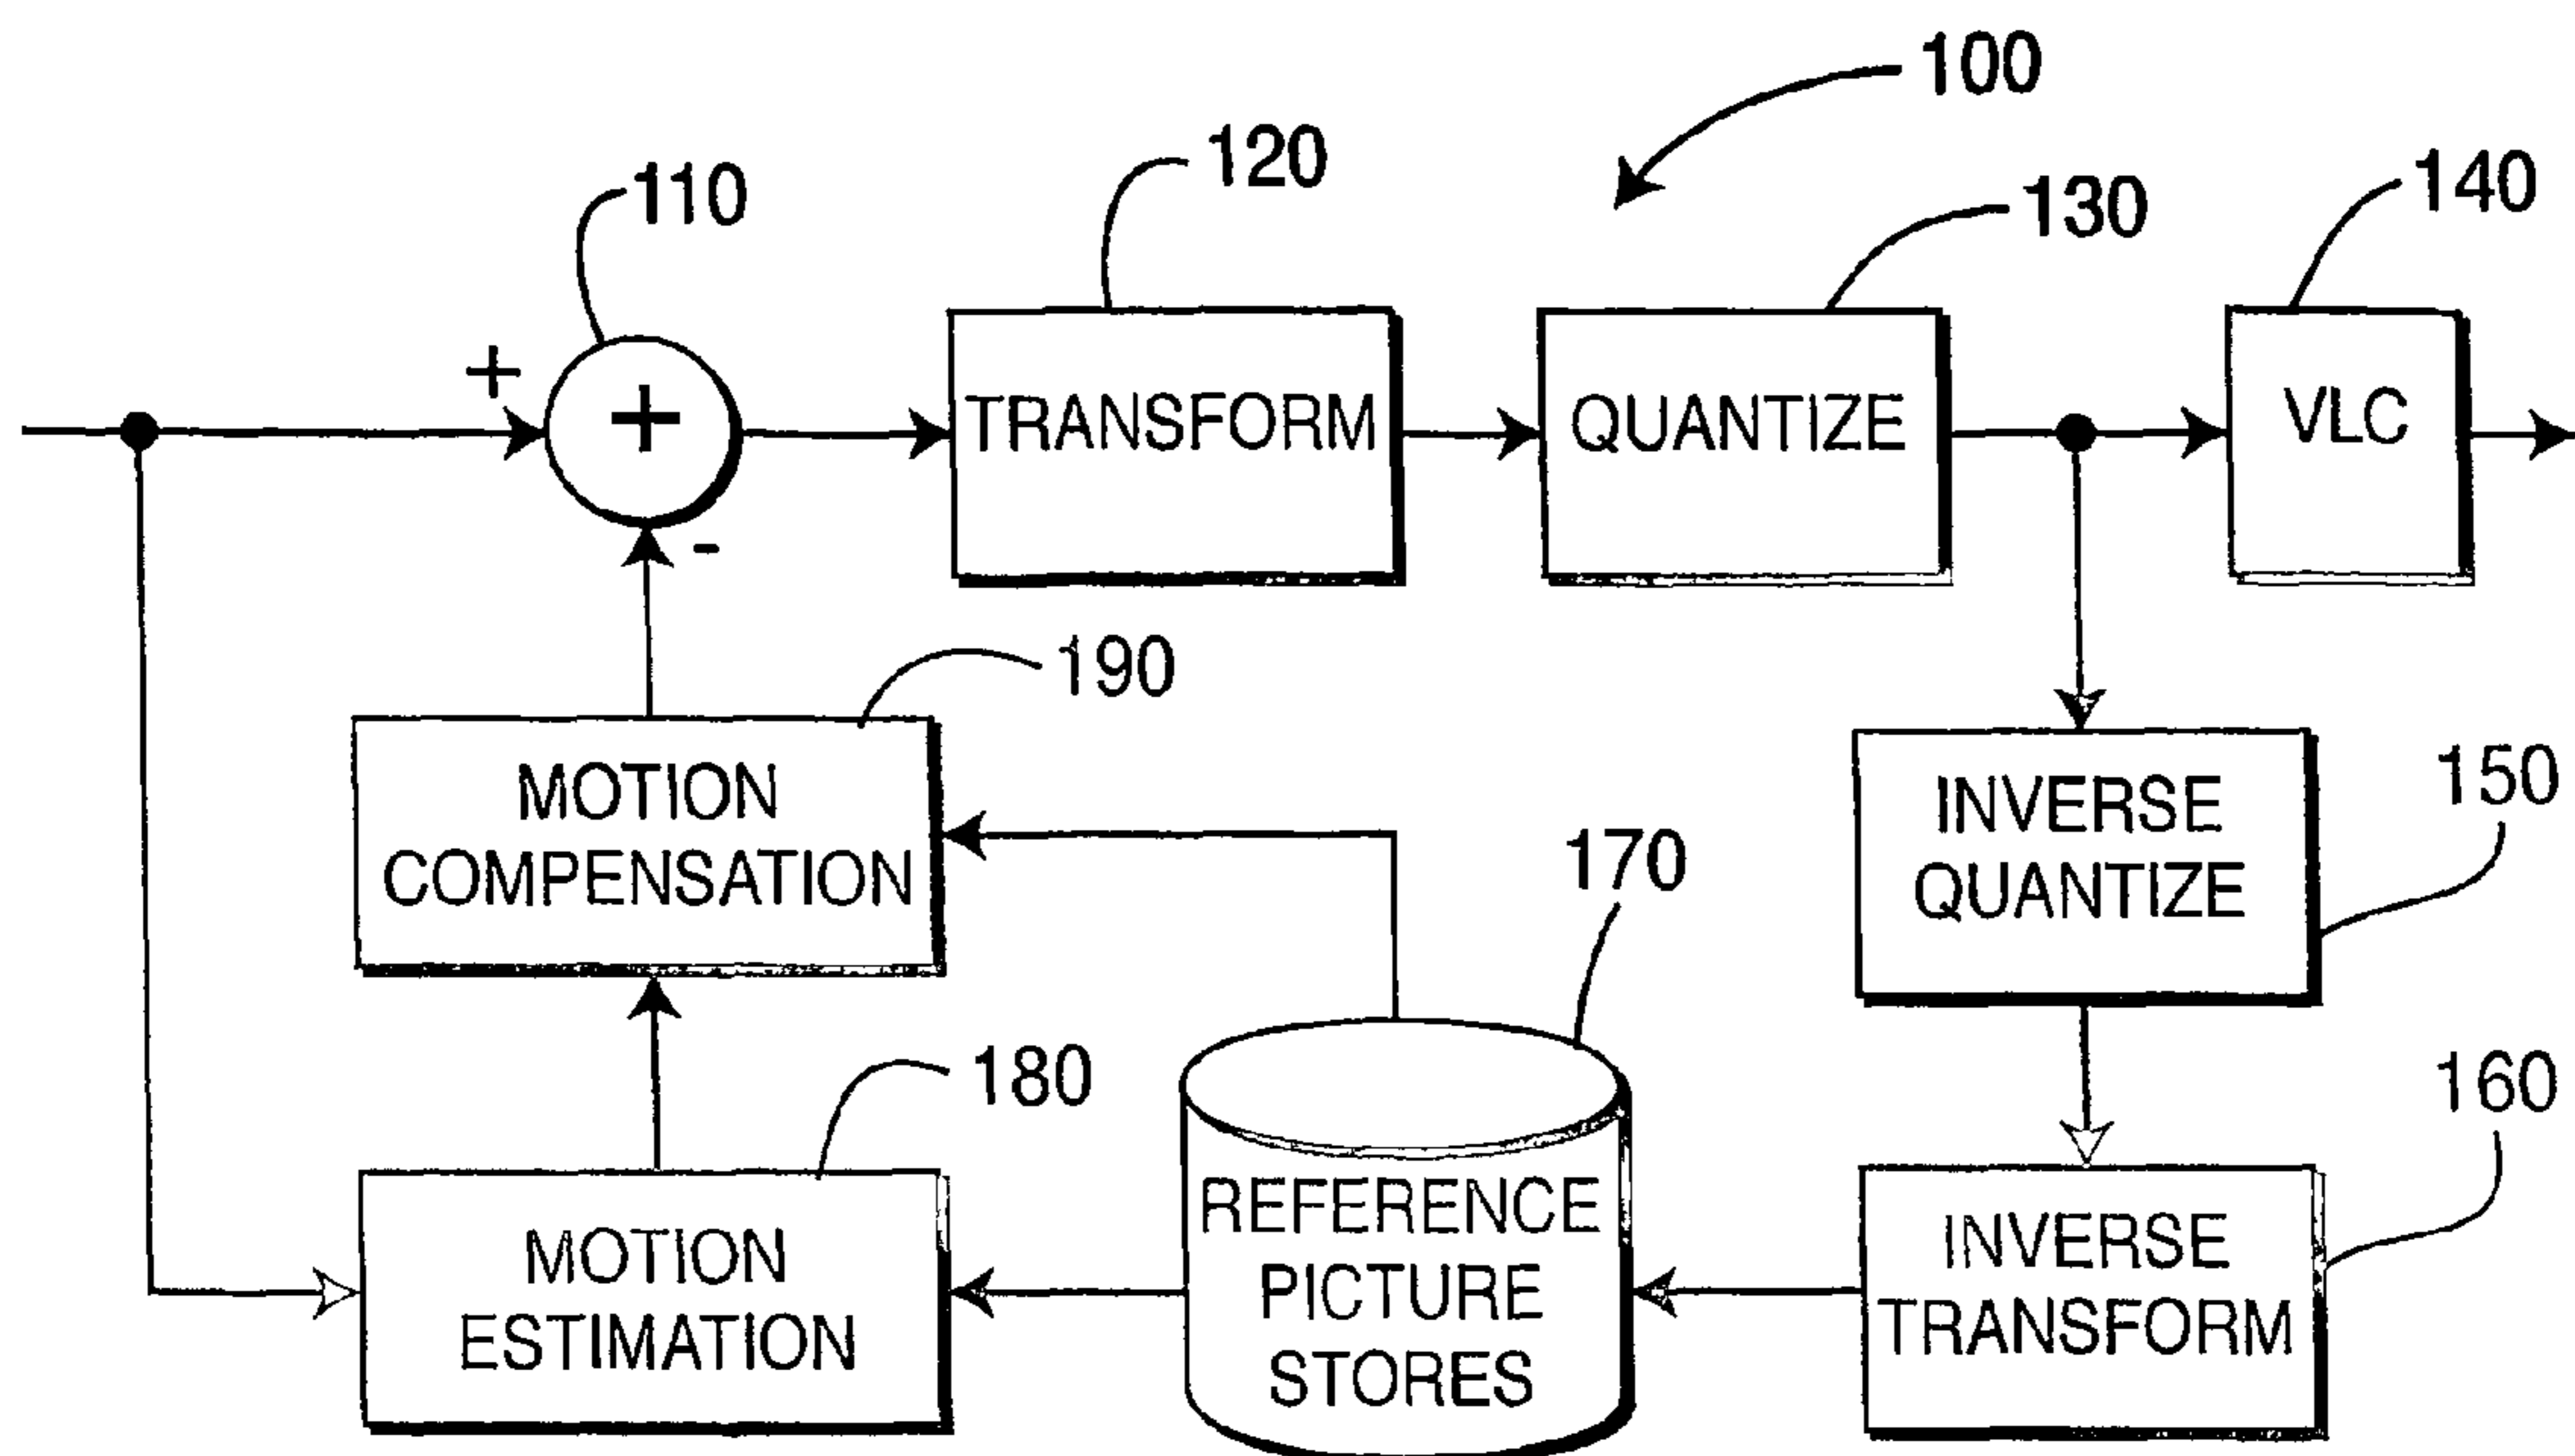 100
120
140
110
130
+
+
TRANSFORM
QUANTIZE
VLC
-
190
MOTION
COMPENSATION
INVERSE
QUANTIZE
150
170
180
160
REFERENCE
PICTURE
STORES
MOTION
ESTIMATION
INVERSE
TRANSFORM